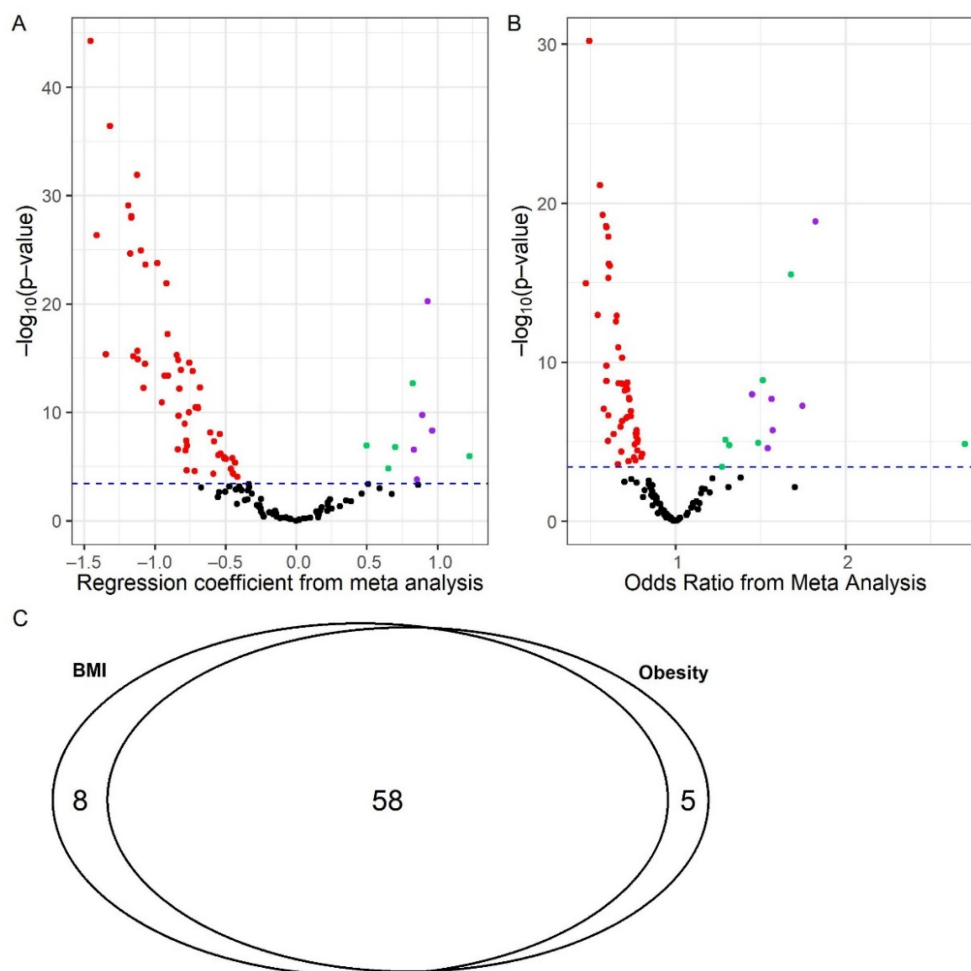 A
−log₁₀(p−value)
40
30
20
10
0
−1.5
−1.0
−0.5
0.0
0.5
1.0
Regression coefficient from meta analysis
B
−log₁₀(p−value)
30
20
10
0
1
2
Odds Ratio from Meta Analysis
C
BMI
Obesity
8
58
5